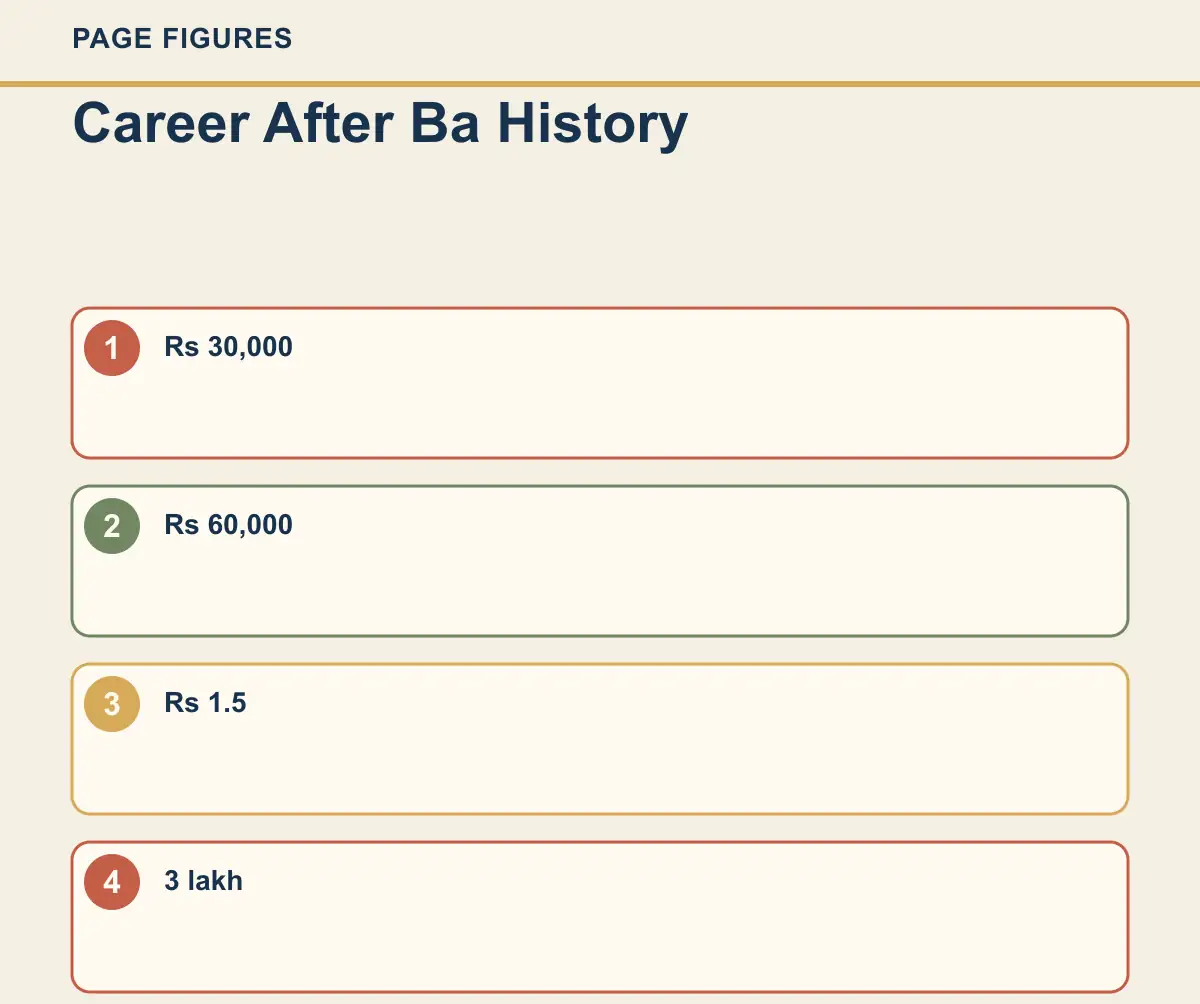 PAGE FIGURES
Career After Ba History
1 Rs 30,000
2 Rs 60,000
3 Rs 1.5
4 3 lakh